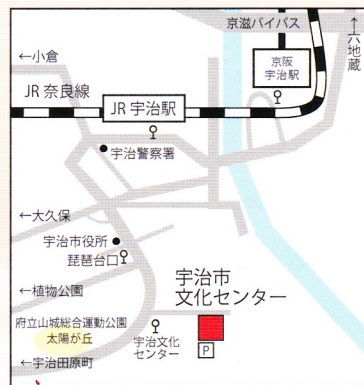 京滋バイパス
↑六地蔵
←小倉
京阪
宇治駅
JR 奈良線
JR 宇治駅
宇治警察署
←大久保
宇治市役所
琵琶台口
宇治市
文化センター
←植物公園
府立山城総合運動公園
太陽が丘
宇治文化
センター
P
←宇治田原町